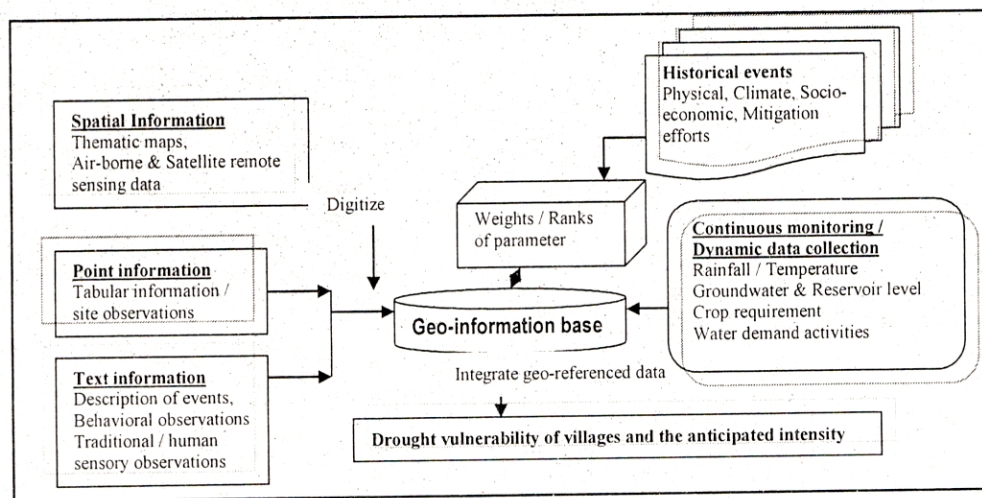 Spatial Information
Thematic maps,
Air-borne & Satellite remote
sensing data
Point information
Tabular information /
site observations
Text information
Description of events,
Behavioral observations
Traditional / human
sensory observations
Digitize
Historical events
Physical, Climate, Socio-
economic, Mitigation
efforts
Weights / Ranks
of parameter
Continuous monitoring /
Dynamic data collection
Rainfall / Temperature
Groundwater & Reservoir level
Crop requirement
Water demand activities
Geo-information base
Integrate geo-referenced data
Drought vulnerability of villages and the anticipated intensity